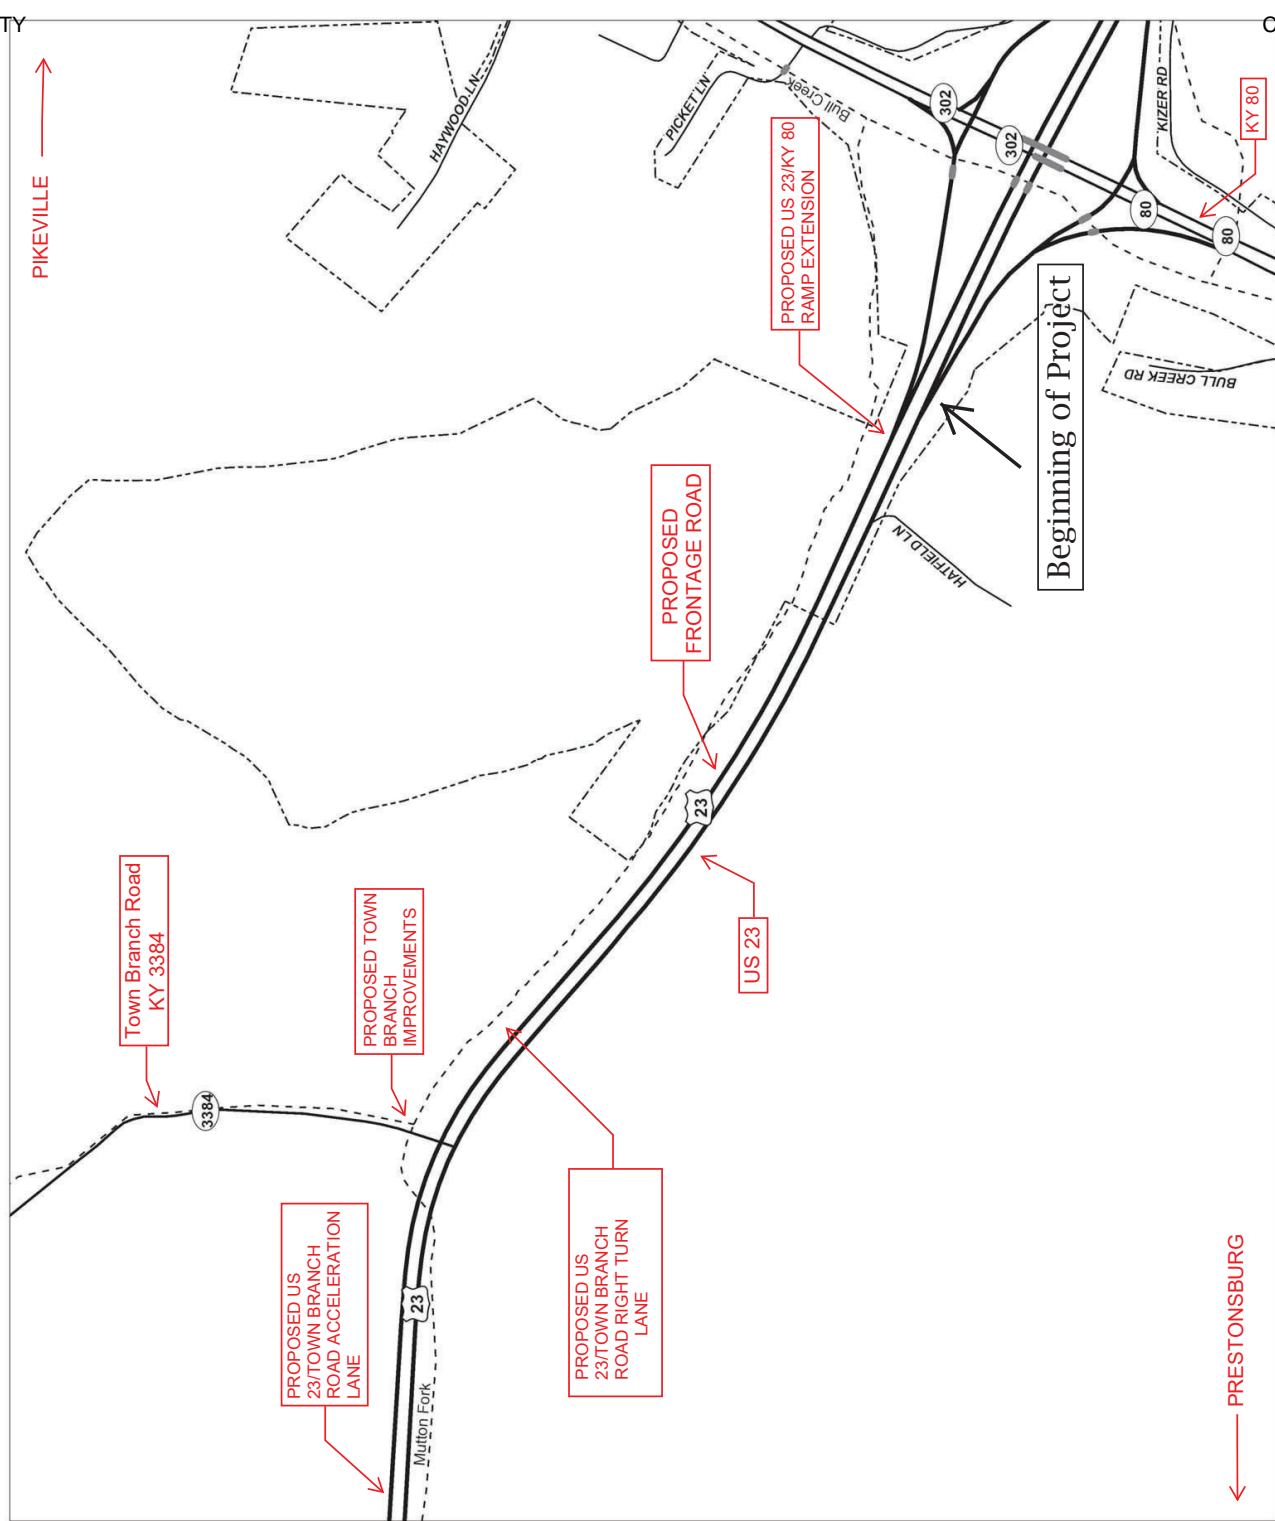 TY
C
PIKEVILLE
HAYWOOD LN
PICKET LN
Bull Creek
302
302
KIZER RD
KY 80
80
80
PROPOSED US 23/KY 80
RAMP EXTENSION
Beginning of Project
BULL CREEK RD
HATFIELD LN
PROPOSED
FRONTAGE ROAD
23
US 23
Town Branch Road
KY 3384
PROPOSED TOWN
BRANCH
IMPROVEMENTS
3384
PROPOSED US
23/TOWN BRANCH
ROAD ACCELERATION
LANE
PROPOSED US
23/TOWN BRANCH
ROAD RIGHT TURN
LANE
23
Mutton Fork
PRESTONSBURG